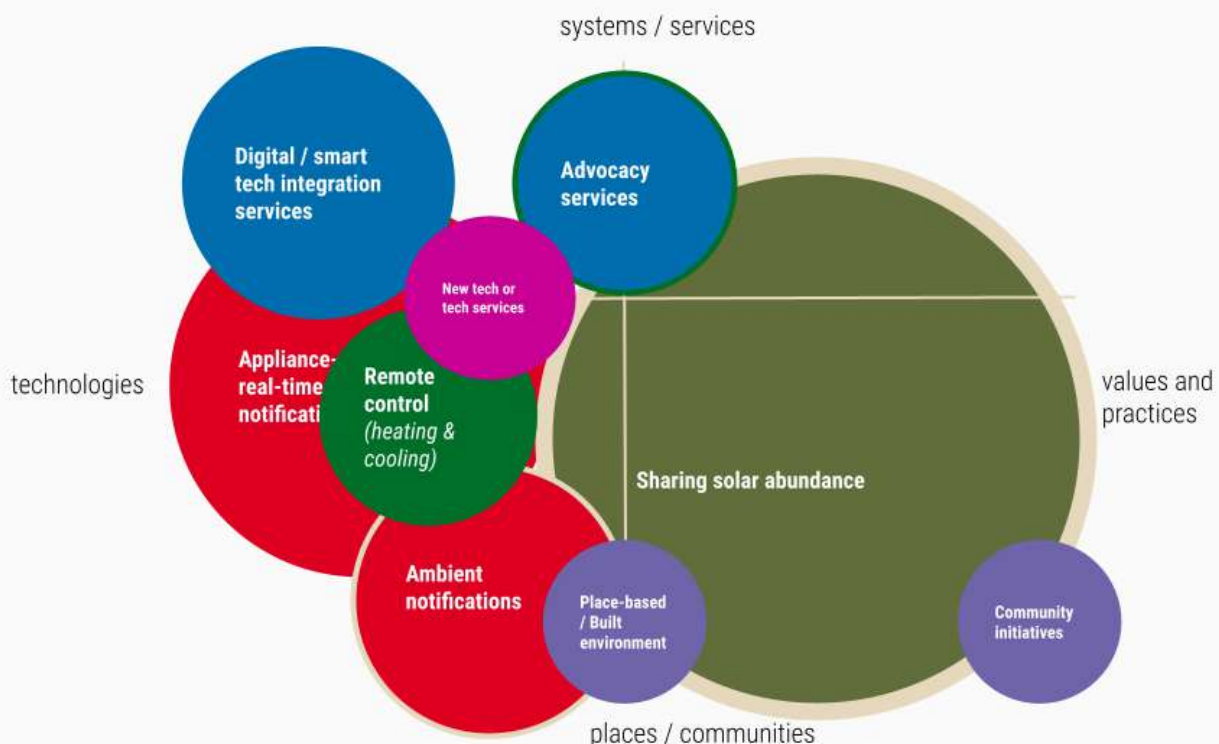 systems / services
Digital / smart
tech integration
services
Advocacy
services
New tech or
tech services
Appliance-
real-time
Remote
control
(heating &
cooling)
technologies
values and
practices
Sharing solar abundance
Ambient
notifications
Place-based
/ Built
environment
Community
initiatives
places / communities